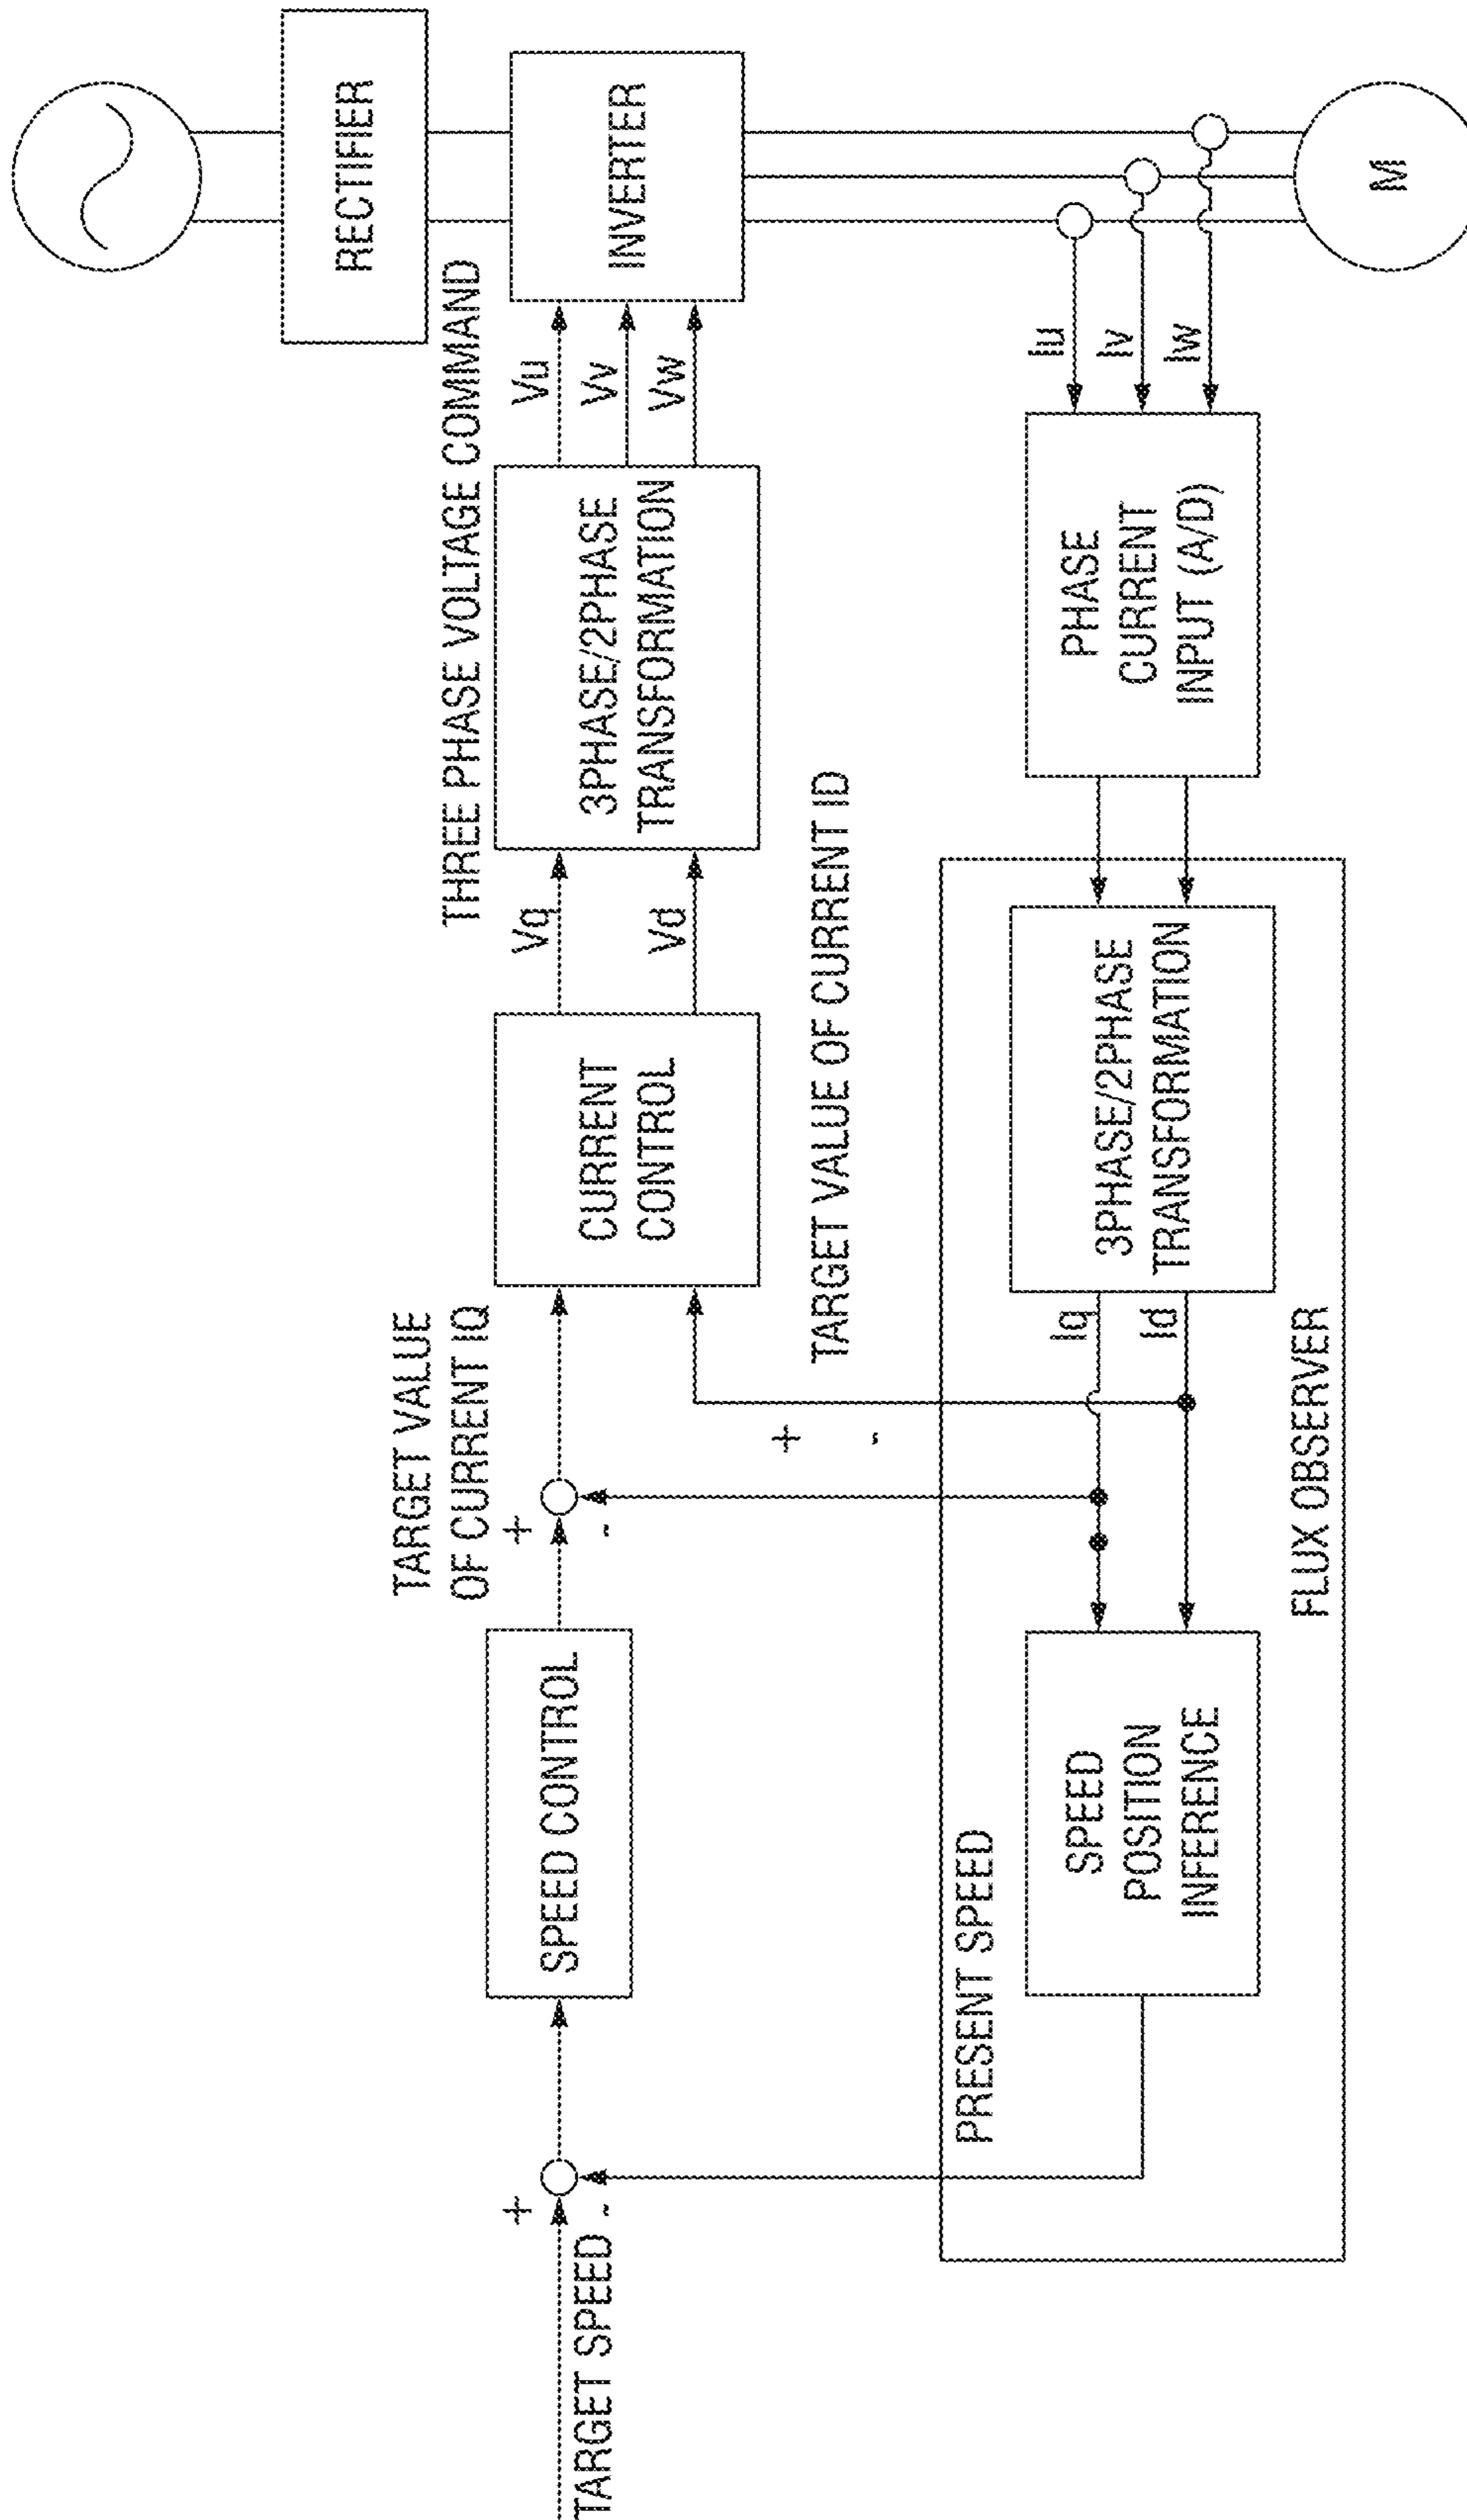 TARGET SPEED
+
-
SPEED CONTROL
TARGET VALUE
OF CURRENT IQ
+
-
CURRENT
CONTROL
Vq
Vd
THREE PHASE VOLTAGE COMMAND
3PHASE/2PHASE
TRANSFORMATION
Vu
Vv
Vw
RECTIFIER
INVERTER
TARGET VALUE OF CURRENT ID
+
-
PRESENT SPEED
SPEED
POSITION
INFERENCE
Iq
Id
3PHASE/2PHASE
TRANSFORMATION
FLUX OBSERVER
PHASE
CURRENT
INPUT (A/D)
Iu
Iv
Iw
M